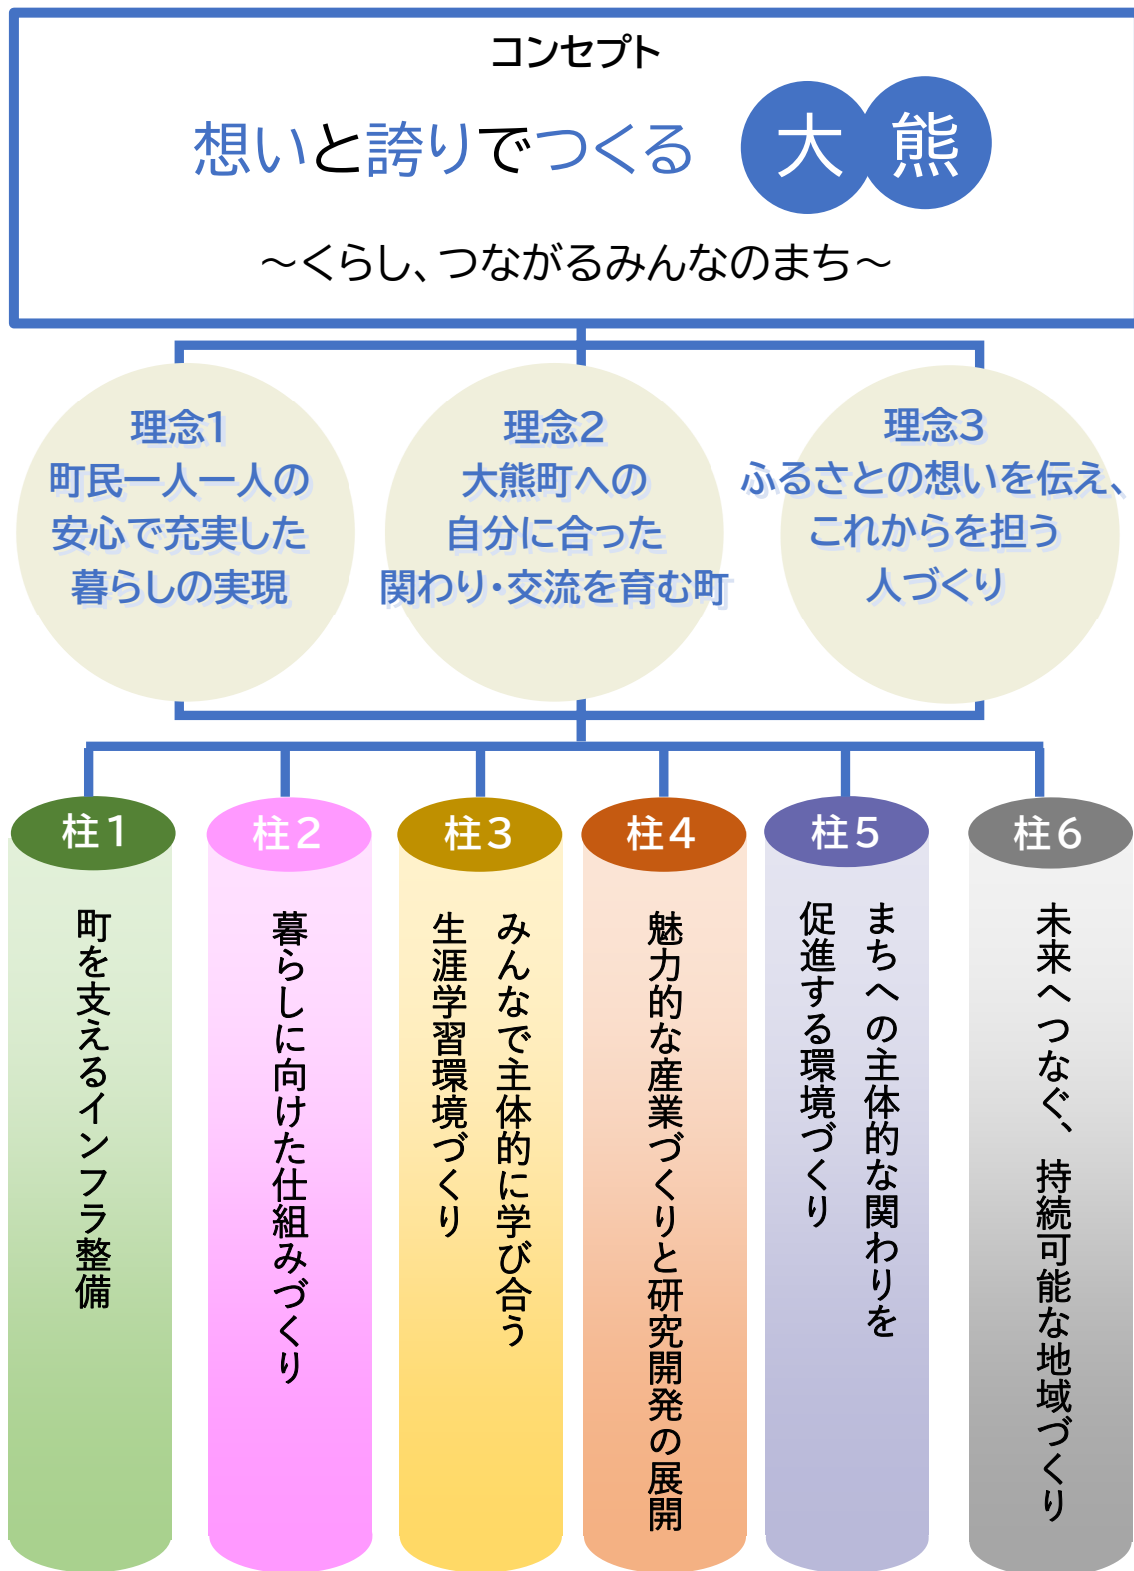 コンセプト
想いと誇りでつくる 大熊
～くらし、つながるみんなのまち～
理念1
町民一人一人の
安心で充実した
暮らしの実現
理念2
大熊町への
自分に合った
関わり・交流を育む町
理念3
ふるさとの想いを伝え、
これからを担う
人づくり
柱1
町を支えるインフラ整備
柱2
暮らしに向けた仕組みづくり
柱3
みんなで主体的に学び合う
生涯学習環境づくり
柱4
魅力的な産業づくりと研究開発の展開
柱5
まちへの主体的な関わりを
促進する環境づくり
柱6
未来へつなぐ、持続可能な地域づくり